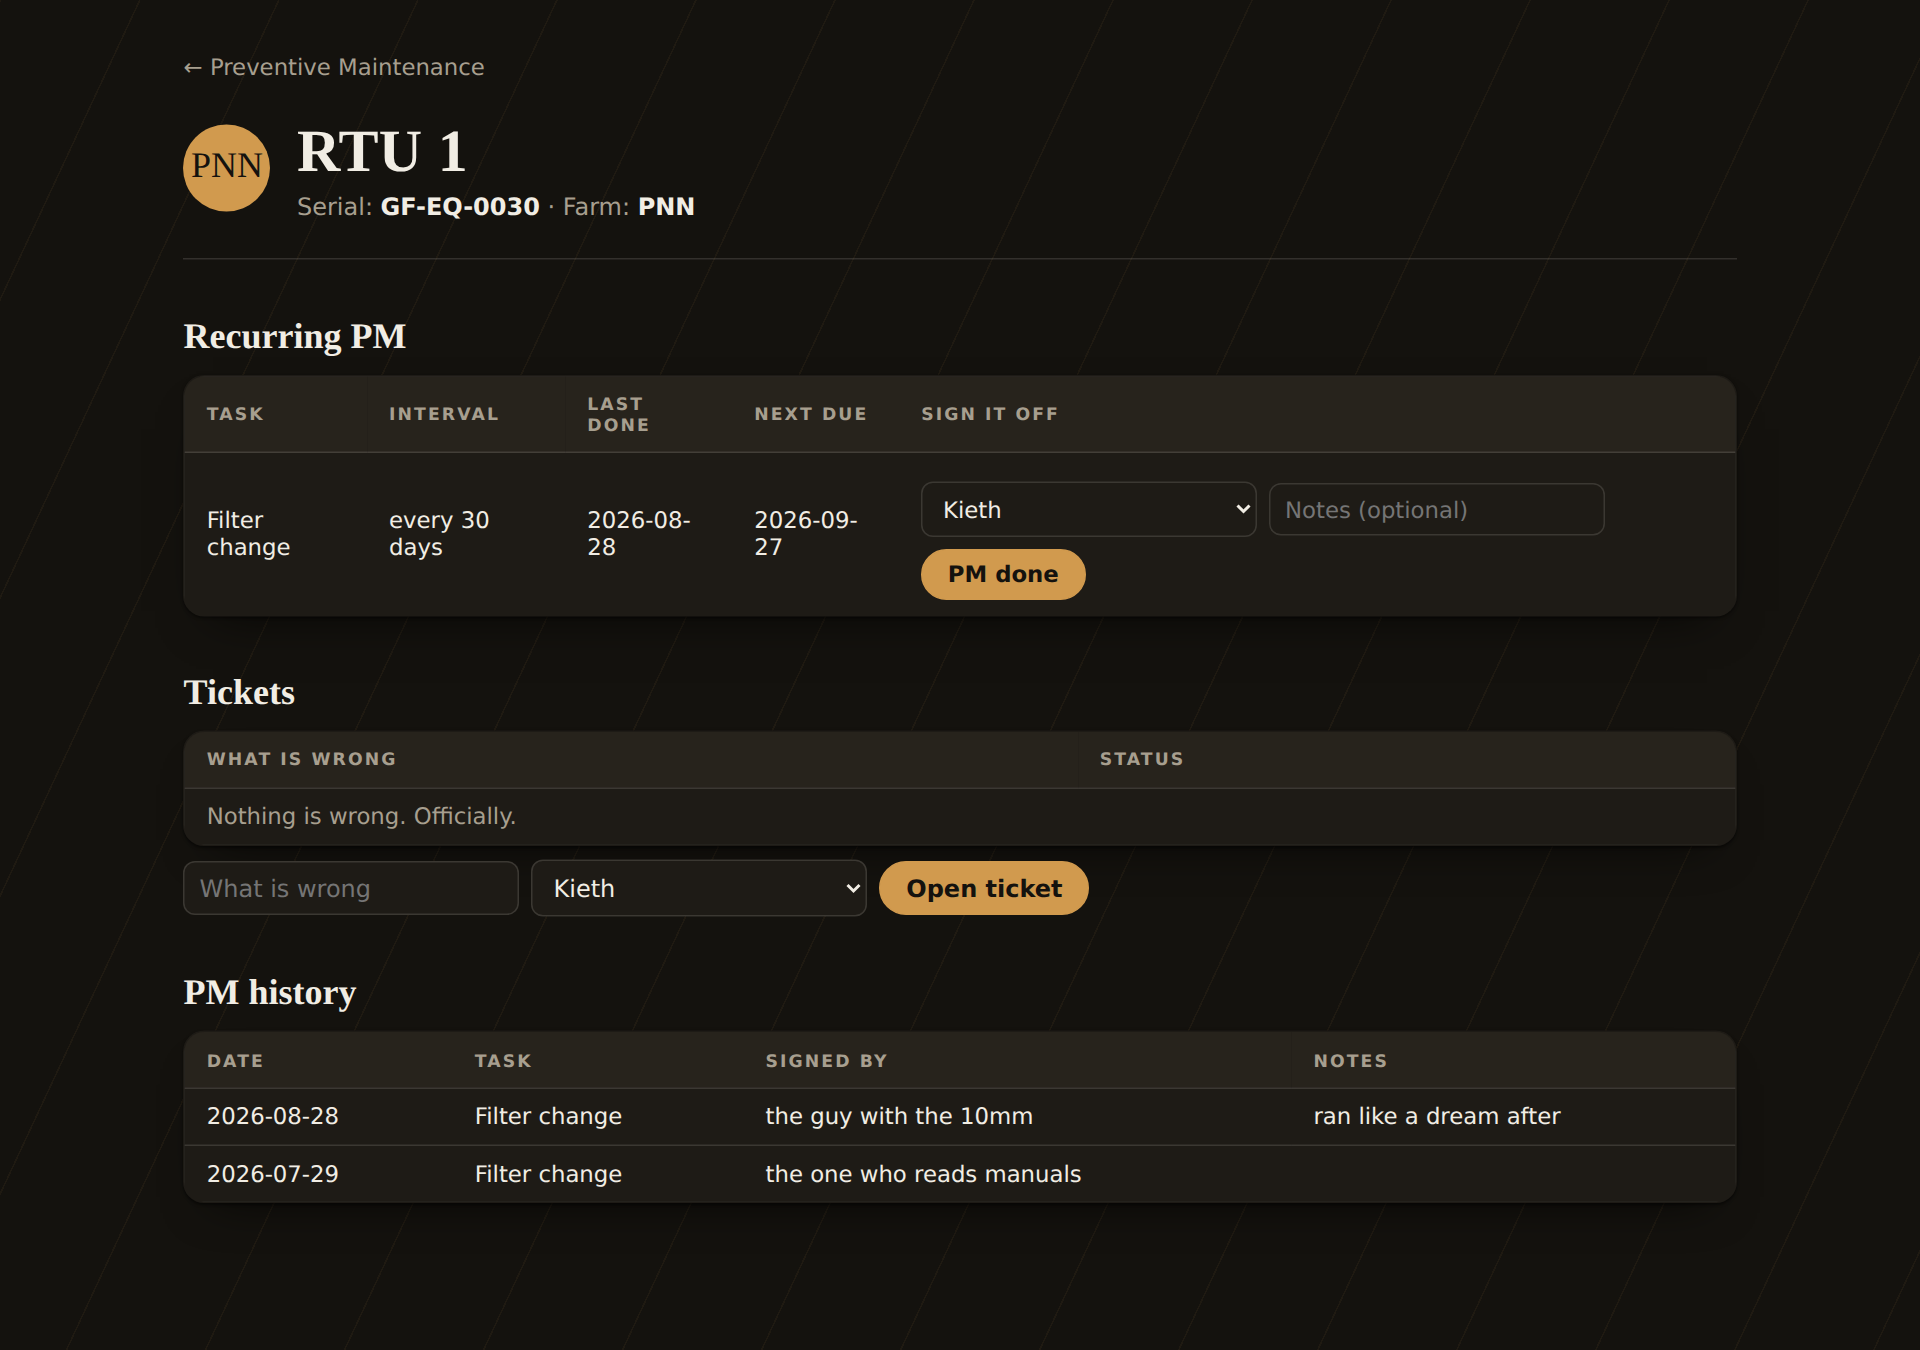 ← Preventive Maintenance
PNN
RTU 1
Serial: GF-EQ-0030 · Farm: PNN
Recurring PM
TASK INTERVAL LAST DONE NEXT DUE SIGN IT OFF
Filter change every 30 days 2026-08-28 2026-09-27 Kieth Notes (optional)
PM done
Tickets
WHAT IS WRONG STATUS
Nothing is wrong. Officially.
What is wrong Kieth Open ticket
PM history
DATE TASK SIGNED BY NOTES
2026-08-28 Filter change the guy with the 10mm ran like a dream after
2026-07-29 Filter change the one who reads manuals